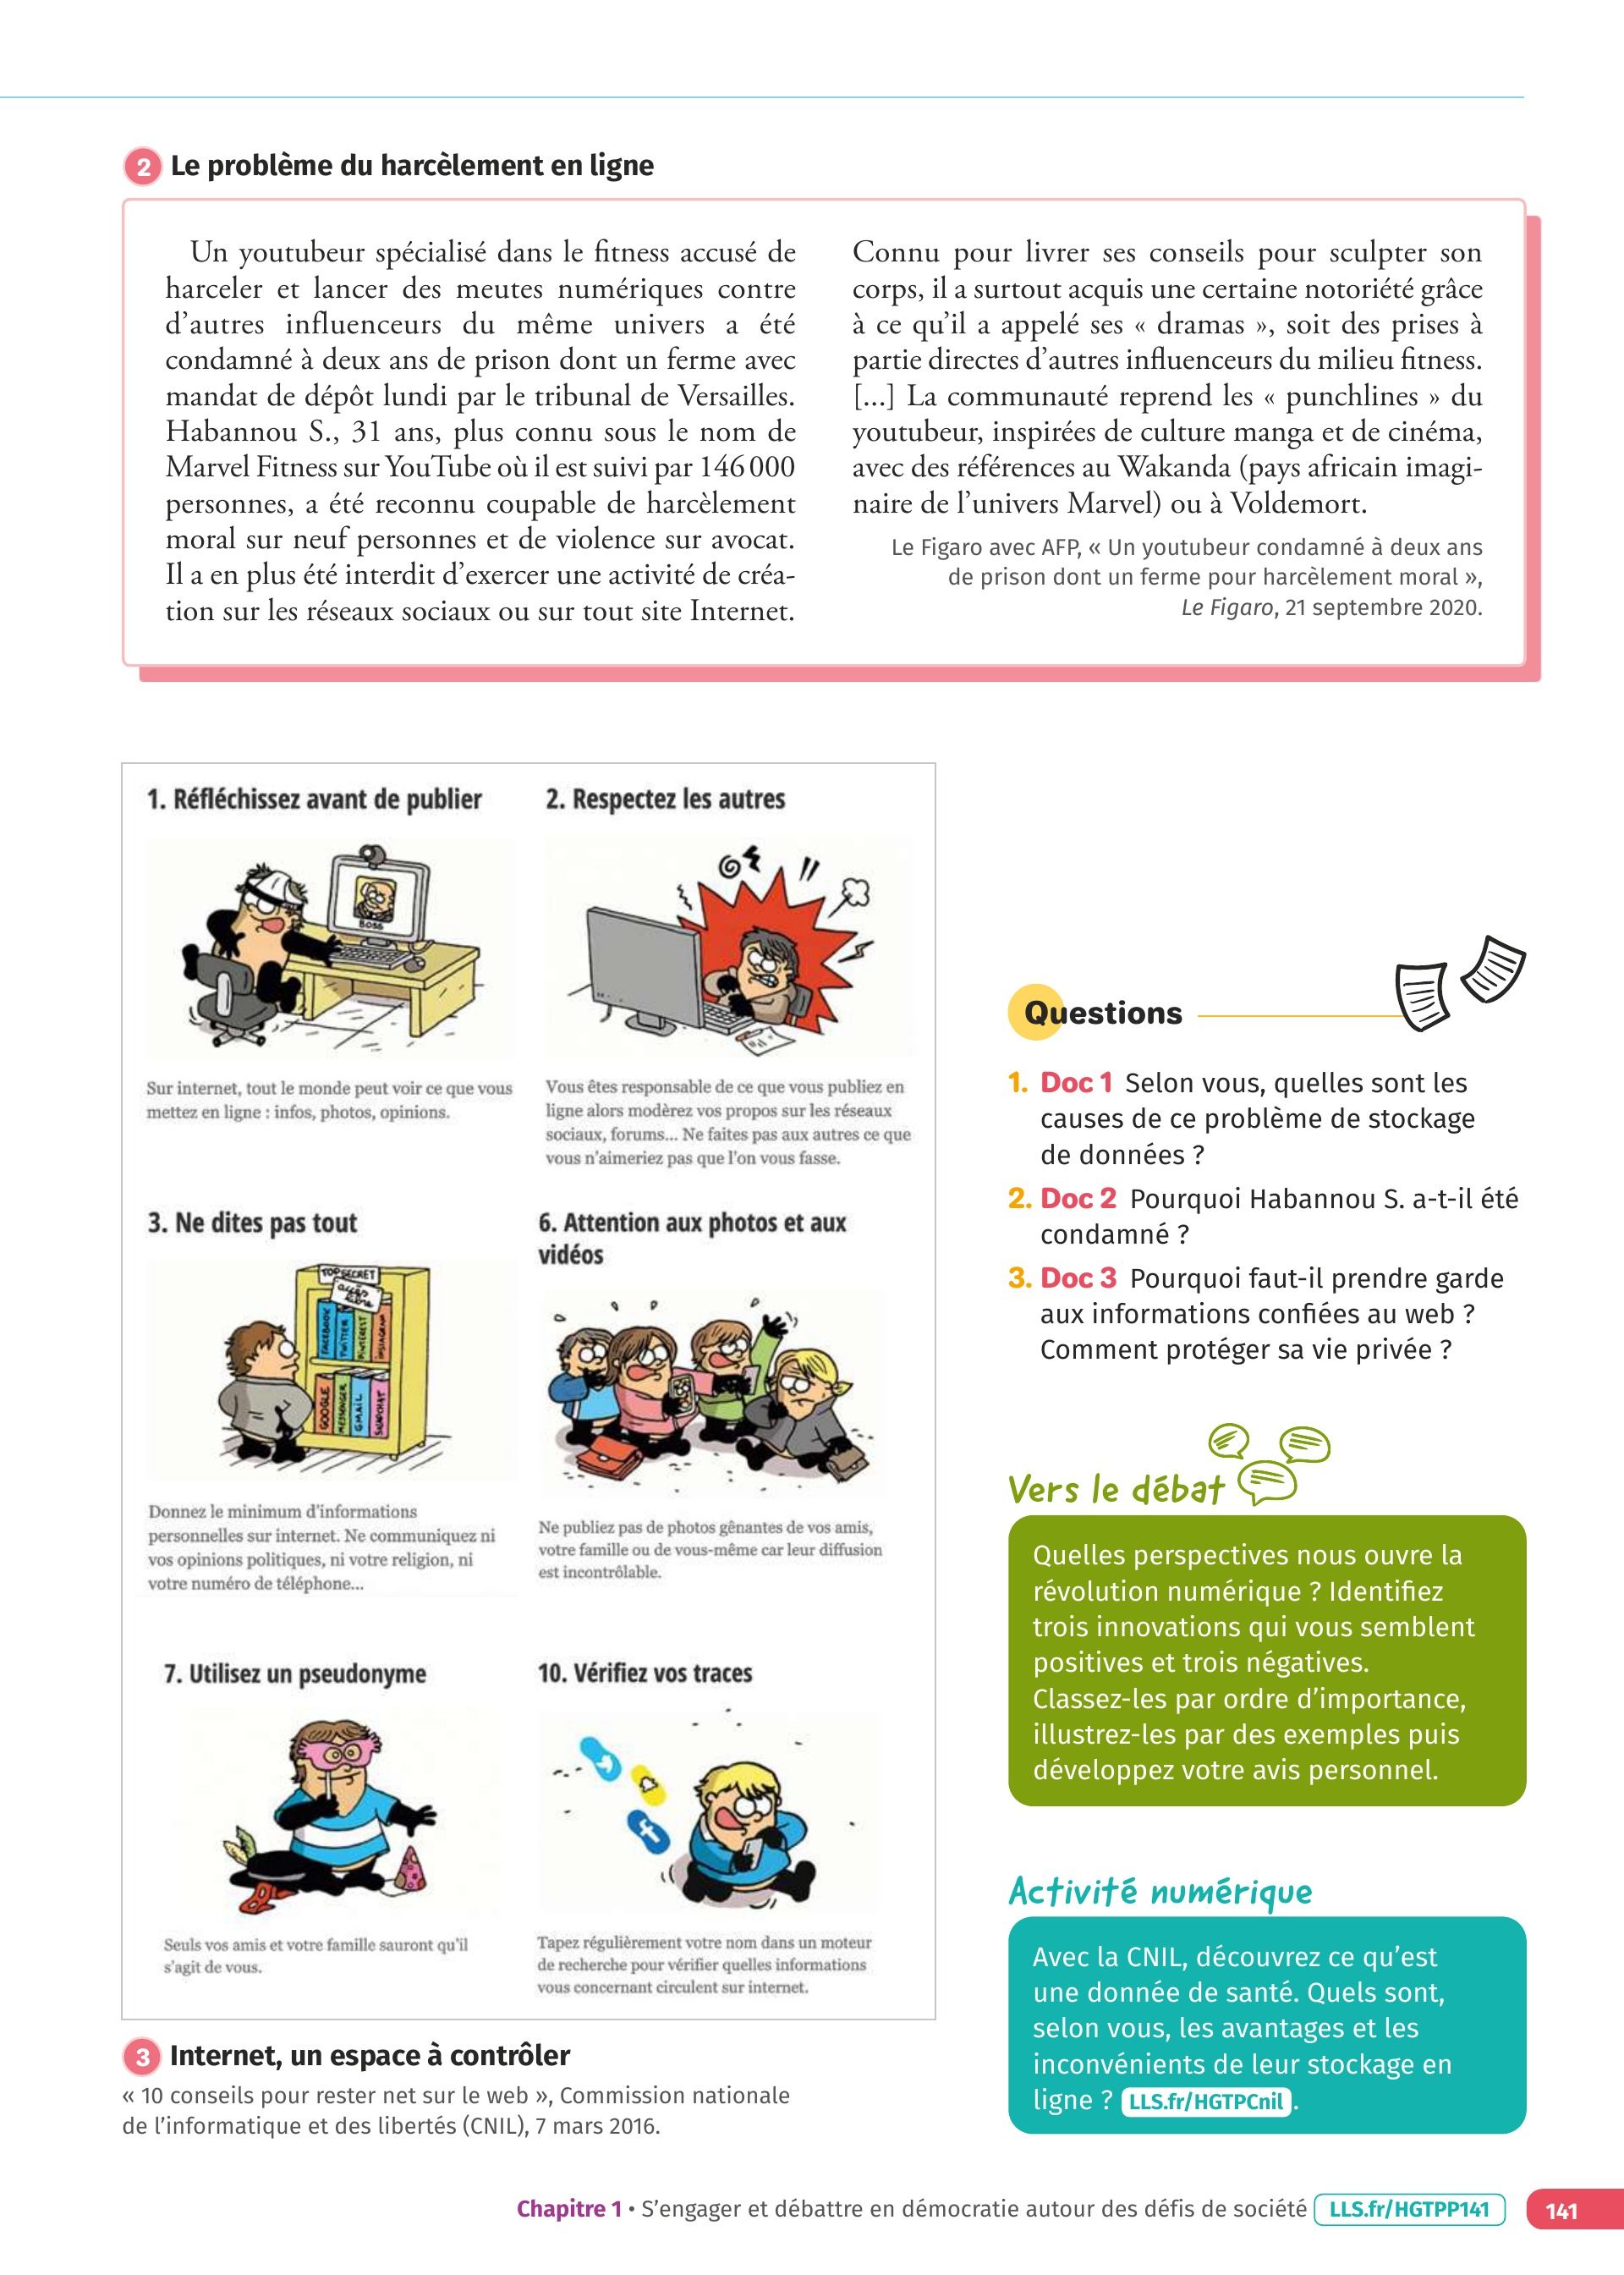 2 Le problème du harcèlement en ligne
Un youtubeur spécialisé dans le fitness accusé de
harceler et lancer des meutes numériques contre
d’autres influenceurs du même univers a été
condamné à deux ans de prison dont un ferme avec
mandat de dépôt lundi par le tribunal de Versailles.
Habannou S., 31 ans, plus connu sous le nom de
Marvel Fitness sur YouTube où il est suivi par 146 000
personnes, a été reconnu coupable de harcèlement
moral sur neuf personnes et de violence sur avocat.
Il a en plus été interdit d’exercer une activité de créa-
tion sur les réseaux sociaux ou sur tout site Internet.
Connu pour livrer ses conseils pour sculpter son
corps, il a surtout acquis une certaine notoriété grâce
à ce qu’il a appelé ses « dramas », soit des prises à
partie directes d’autres influenceurs du milieu fitness.
[...] La communauté reprend les « punchlines » du
youtubeur, inspirées de culture manga et de cinéma,
avec des références au Wakanda (pays africain imagi-
naire de l’univers Marvel) ou à Voldemort.
Le Figaro avec AFP, « Un youtubeur condamné à deux ans
de prison dont un ferme pour harcèlement moral »,
Le Figaro, 21 septembre 2020.
1. Réfléchissez avant de publier
BOSS
Sur internet, tout le monde peut voir ce que vous
mettez en ligne : infos, photos, opinions.
2. Respectez les autres
Vous êtes responsable de ce que vous publiez en
ligne alors modèrez vos propos sur les réseaux
sociaux, forums... Ne faites pas aux autres ce que
vous n’aimeriez pas que l’on vous fasse.
3. Ne dites pas tout
TOP SECRET
accès
libre
FACEBOOK
TWITTER
PINTEREST
INSTAGRAM
GOOGLE
MESSENGER
GMAIL
SNAPCHAT
Donnez le minimum d’informations
personnelles sur internet. Ne communiquez ni
vos opinions politiques, ni votre religion, ni
votre numéro de téléphone...
6. Attention aux photos et aux
vidéos
Ne publiez pas de photos gênantes de vos amis,
votre famille ou de vous-même car leur diffusion
est incontrôlable.
7. Utilisez un pseudonyme
Seuls vos amis et votre famille sauront qu’il
s’agit de vous.
10. Vérifiez vos traces
Tapez régulièrement votre nom dans un moteur
de recherche pour vérifier quelles informations
vous concernant circulent sur internet.
3 Internet, un espace à contrôler
« 10 conseils pour rester net sur le web », Commission nationale
de l’informatique et des libertés (CNIL), 7 mars 2016.
Questions
1. Doc 1 Selon vous, quelles sont les
causes de ce problème de stockage
de données ?
2. Doc 2 Pourquoi Habannou S. a-t-il été
condamné ?
3. Doc 3 Pourquoi faut-il prendre garde
aux informations confiées au web ?
Comment protéger sa vie privée ?
Vers le débat
Quelles perspectives nous ouvre la
révolution numérique ? Identifiez
trois innovations qui vous semblent
positives et trois négatives.
Classez-les par ordre d’importance,
illustrez-les par des exemples puis
développez votre avis personnel.
Activité numérique
Avec la CNIL, découvrez ce qu’est
une donnée de santé. Quels sont,
selon vous, les avantages et les
inconvénients de leur stockage en
ligne ? LLS.fr/HGTPCnil.
Chapitre 1 • S’engager et débattre en démocratie autour des défis de société LLS.fr/HGTPP141 141